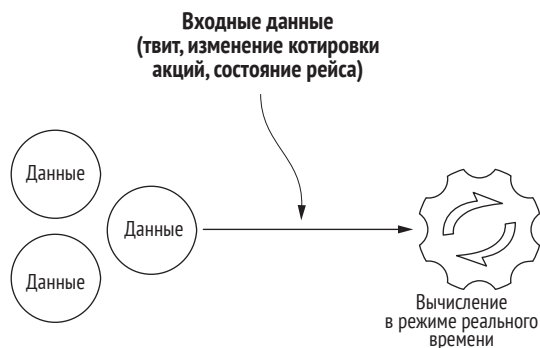 Входные данные
(твит, изменение котировки
акций, состояние рейса)
Данные
Данные
Данные
Вычисление
в режиме реального
времени